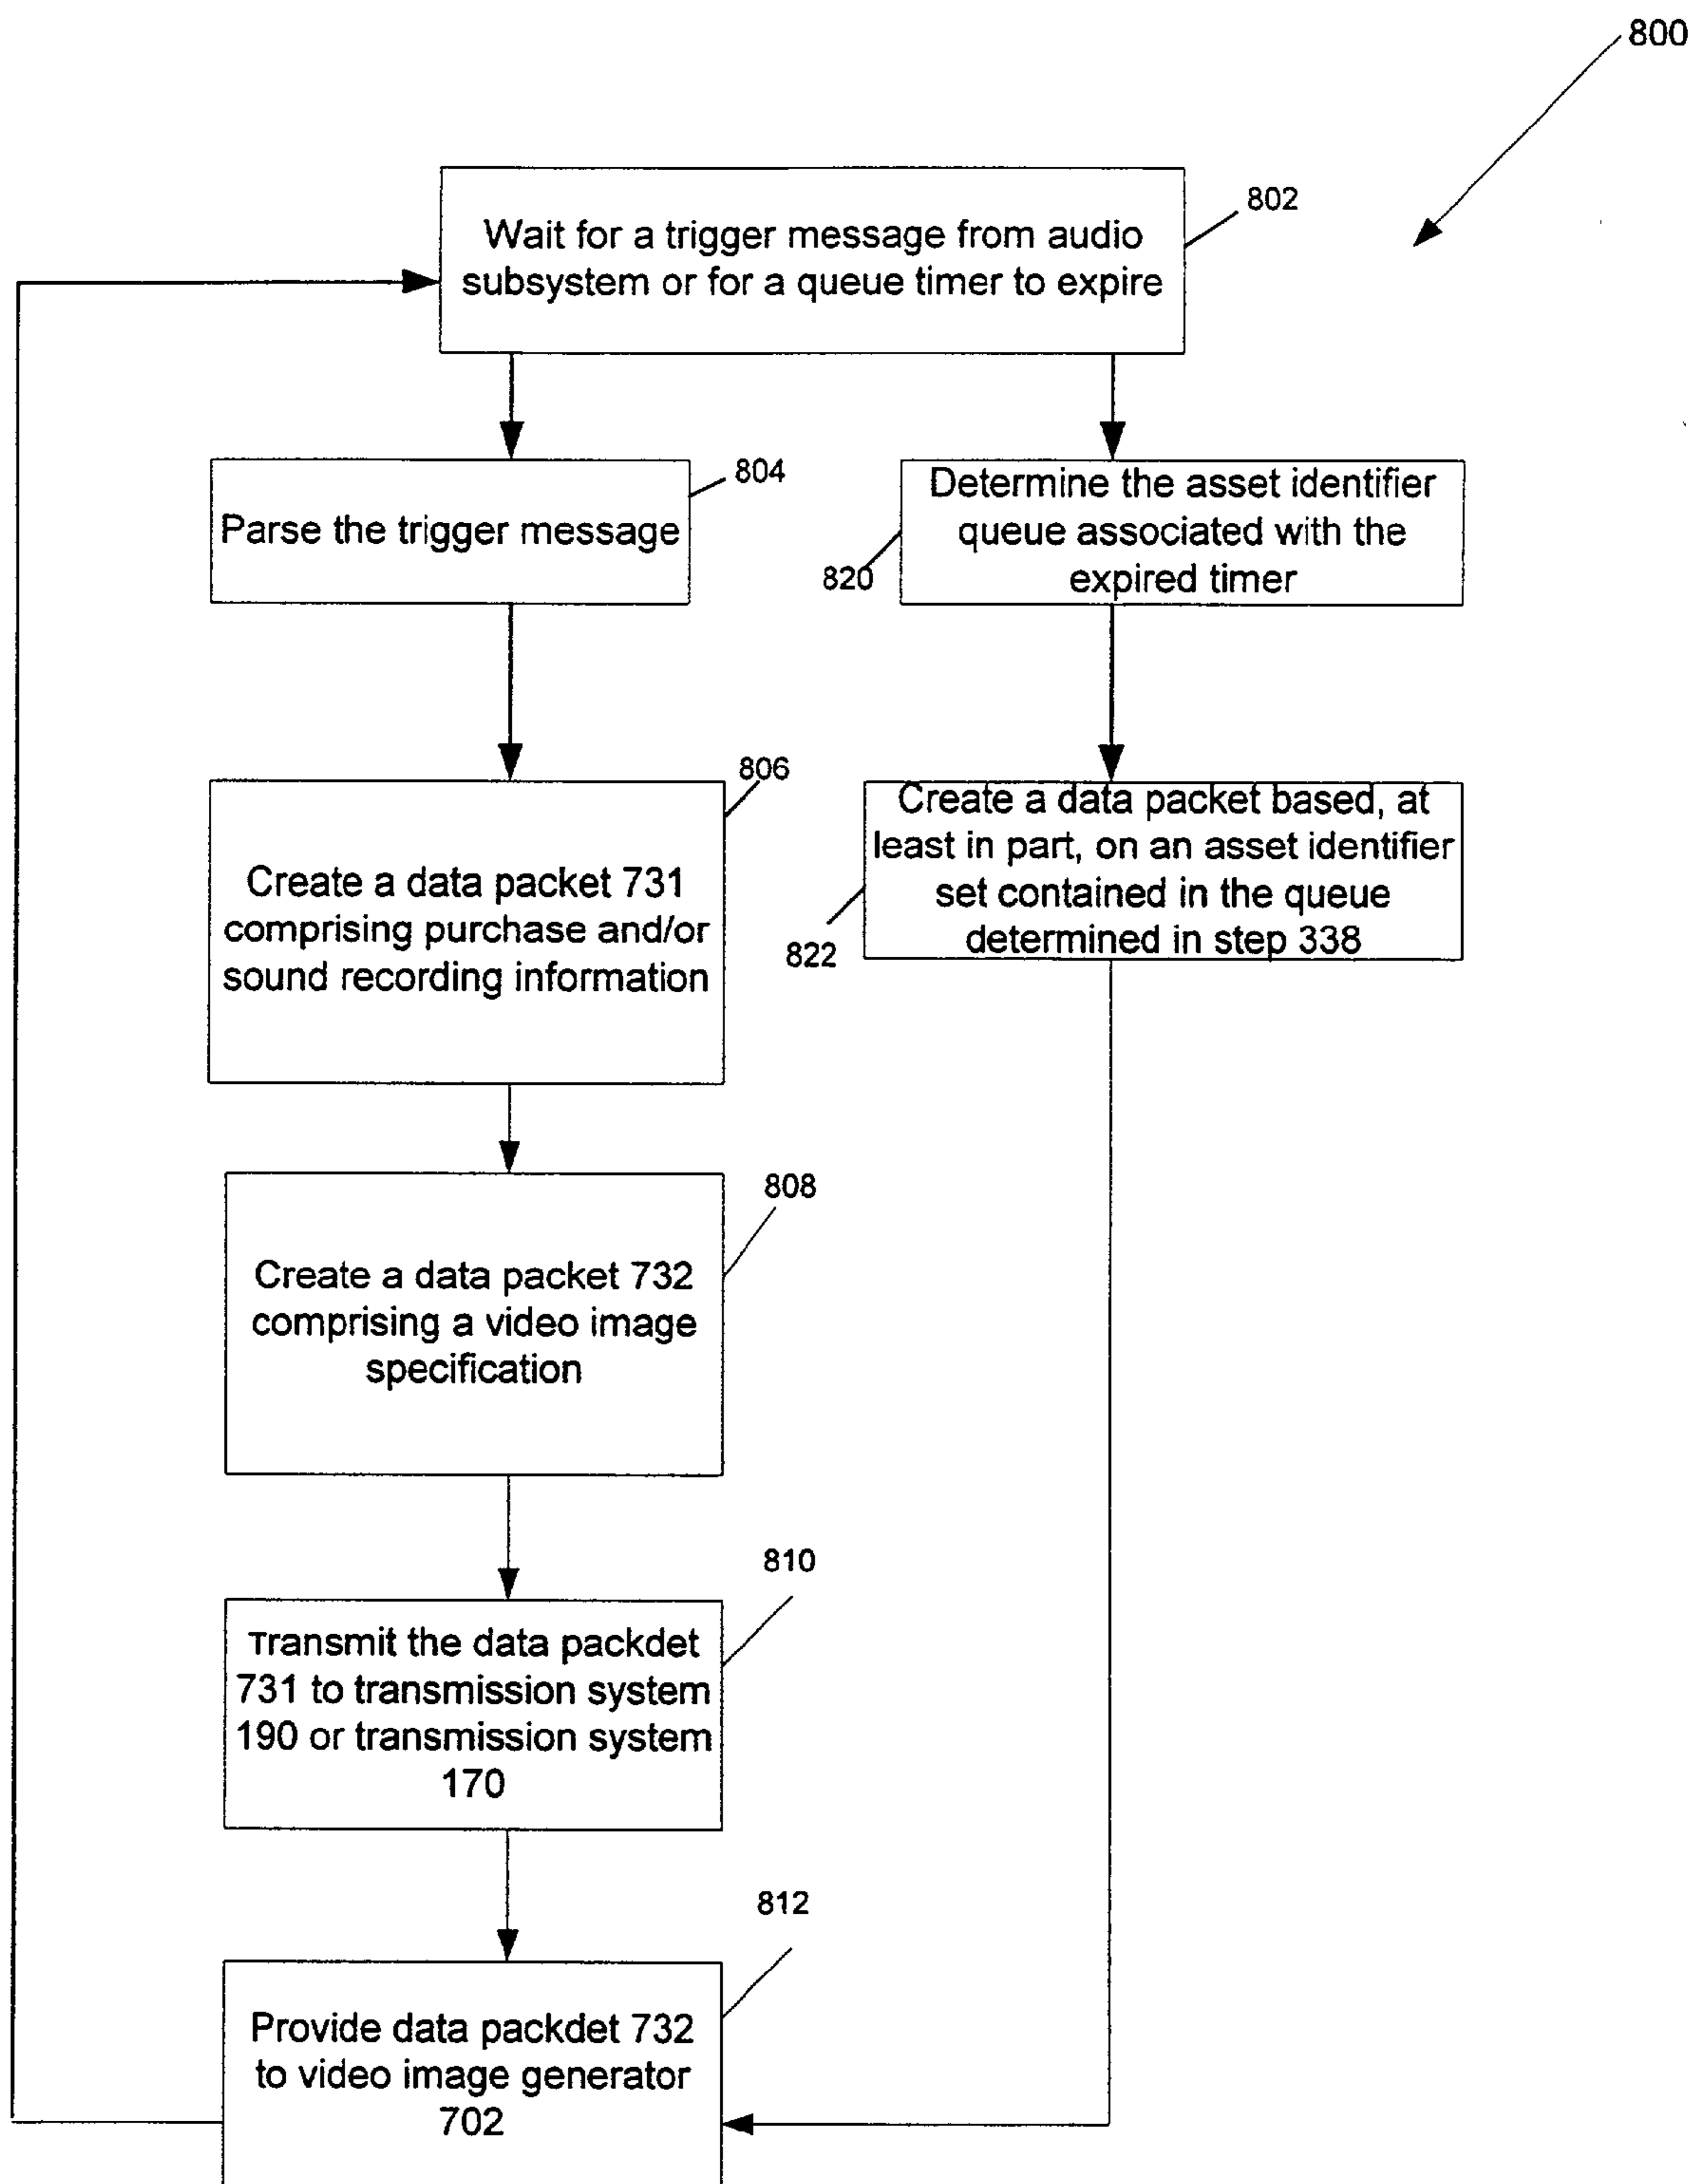 800
802
Wait for a trigger message from audio
subsystem or for a queue timer to expire
804
Parse the trigger message
Determine the asset identifier
queue associated with the
expired timer
820
806
Create a data packet 731
comprising purchase and/or
sound recording information
Create a data packet based, at
least in part, on an asset identifier
set contained in the queue
determined in step 338
822
808
Create a data packet 732
comprising a video image
specification
810
Transmit the data packdet
731 to transmission system
190 or transmission system
170
812
Provide data packdet 732
to video image generator
702